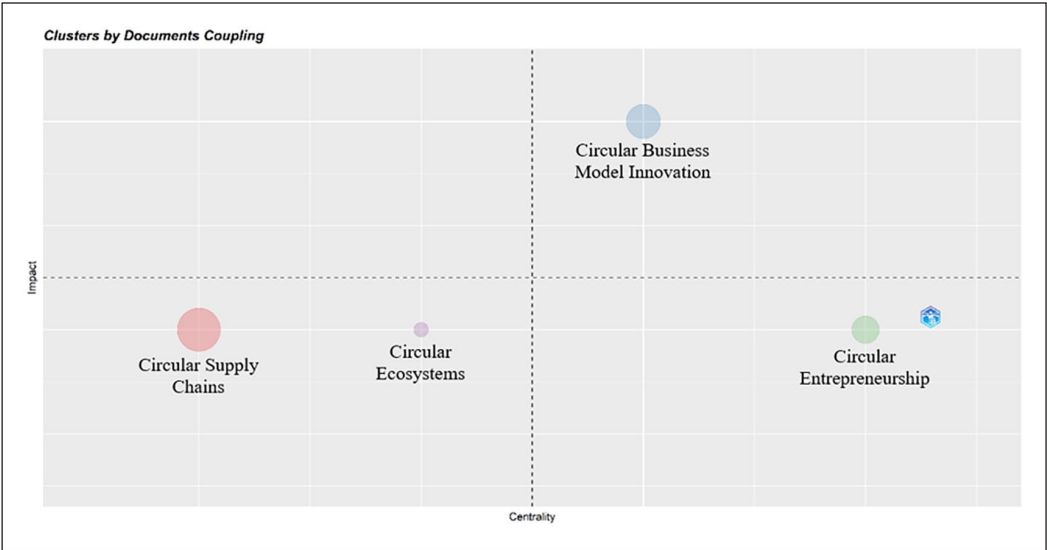 Clusters by Documents Coupling
Circular Business
Model Innovation
Impact
Circular Supply
Chains
Circular
Ecosystems
Circular
Entrepreneurship
Centrality